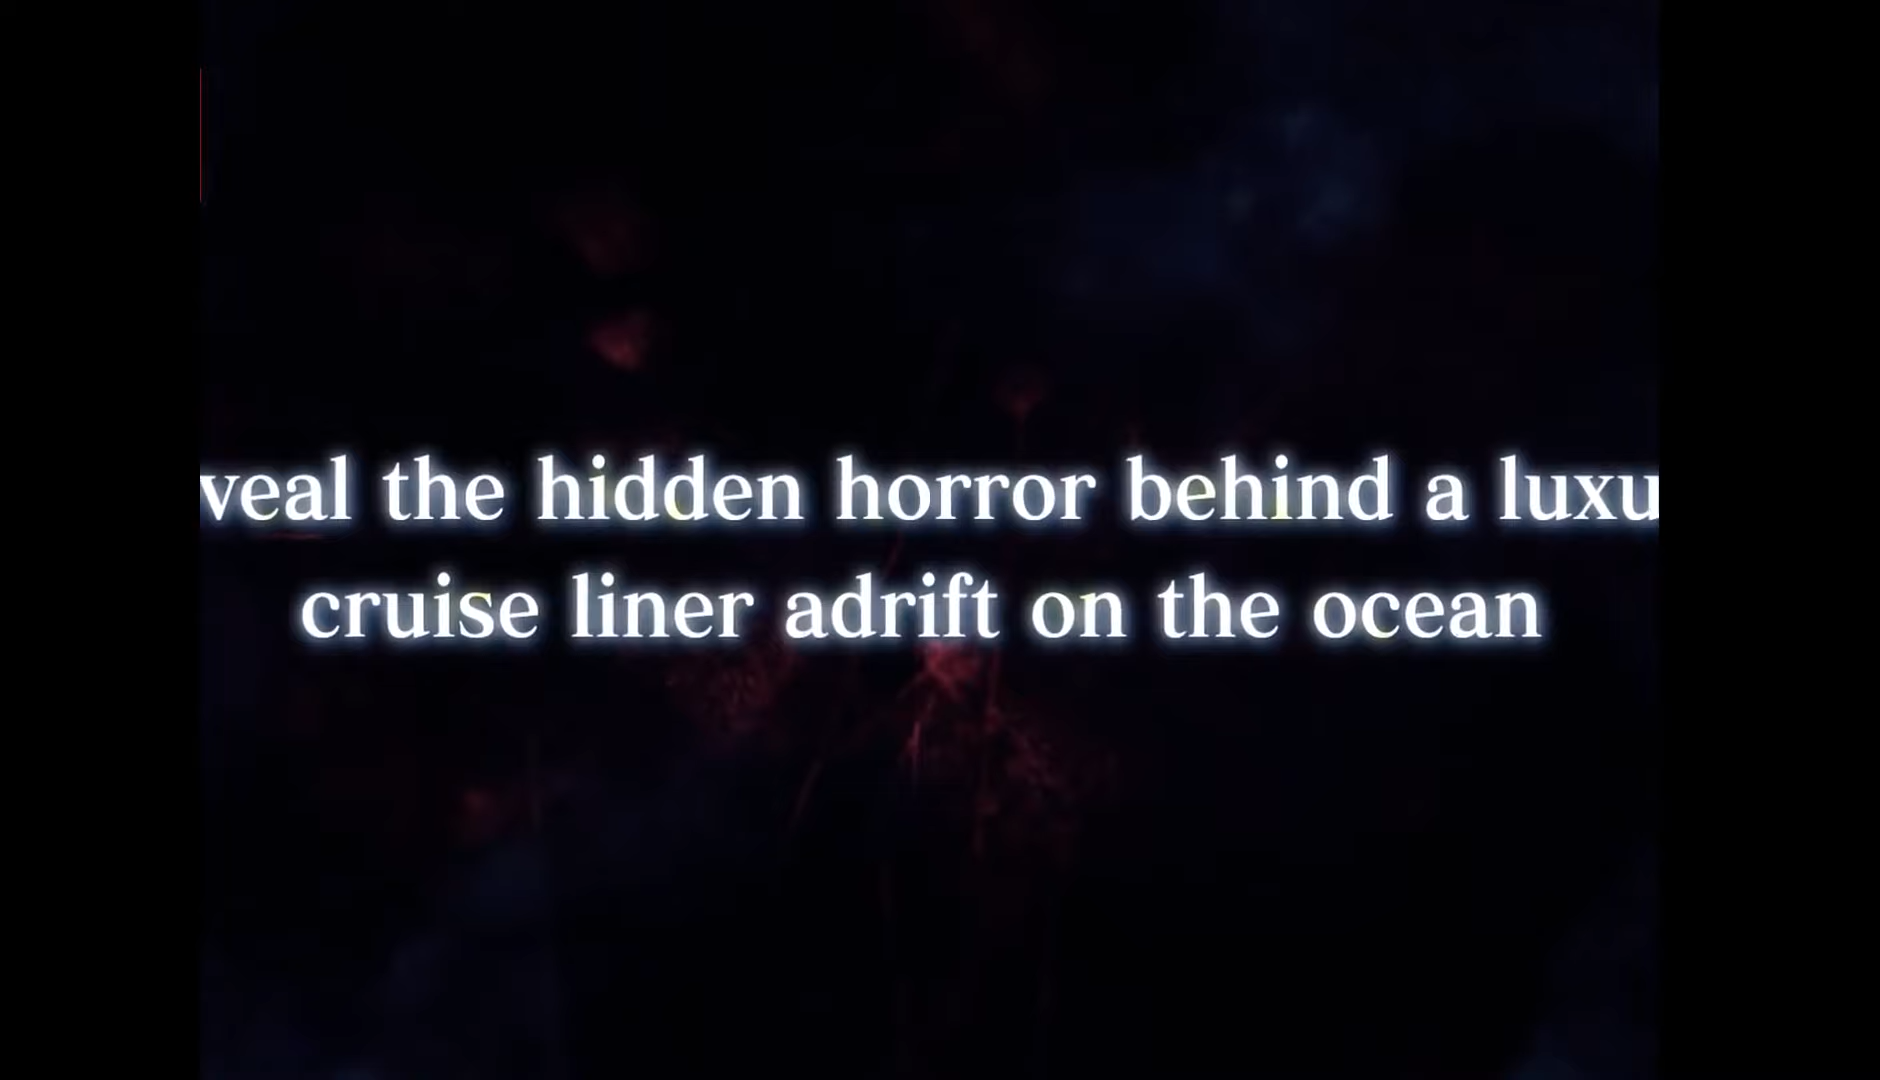 veal the hidden horror behind a luxu
cruise liner adrift on the ocean